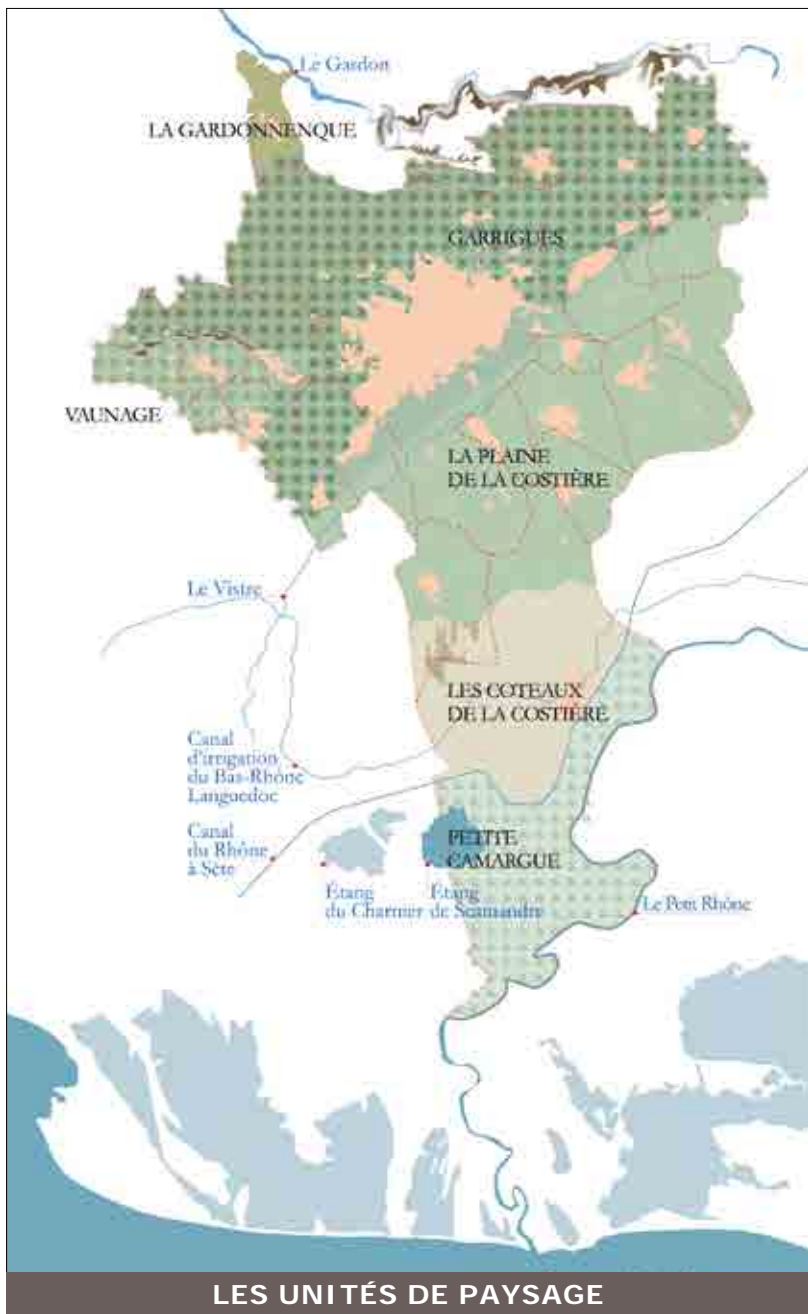 Le Gardon
LA GARDONNENQUE
GARRIGUES
VAUNAGE
LA PLAINE
DE LA COSTIÈRE
Le Vistre
LES COTEAUX
DE LA COSTIÈRE
Canal
d'irrigation
du Bas-Rhône
Languedoc
Canal
du Rhône
à Sète
PETITE
CAMARGUE
Étang
du Charnier
Étang
de Scamandre
Le Petit Rhône
LES UNITÉS DE PAYSAGE